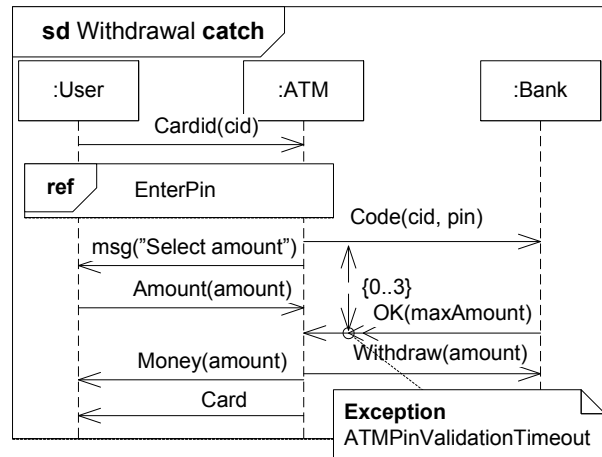 sd Withdrawal catch
:User
:ATM
:Bank
Cardid(cid)
ref
EnterPin
Code(cid, pin)
msg(”Select amount”)
{0..3}
Amount(amount)
OK(maxAmount)
Withdraw(amount)
Money(amount)
Card
Exception
ATMPinValidationTimeout